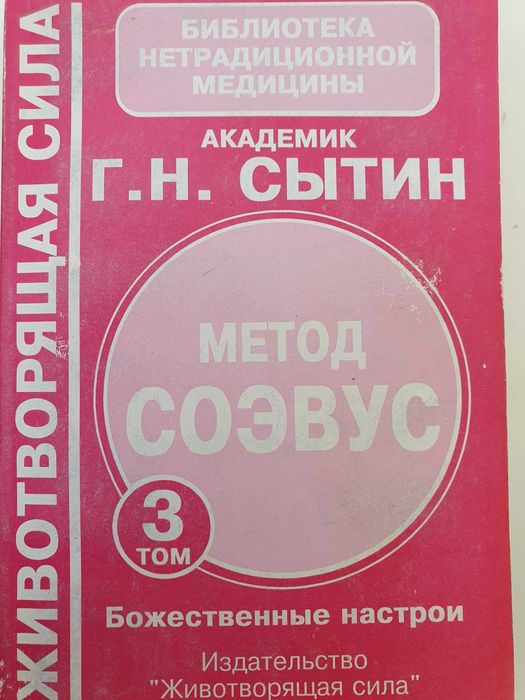 ЖИВОТВОРЯЩАЯ СИЛА
БИБЛИОТЕКА
НЕТРАДИЦИОННОЙ
МЕДИЦИНЫ
АКАДЕМИК
Г.Н. СЫТИН
МЕТОД
СОЭВУС
3
ТОМ
Божественные настрои
Издательство
"Животворящая сила"